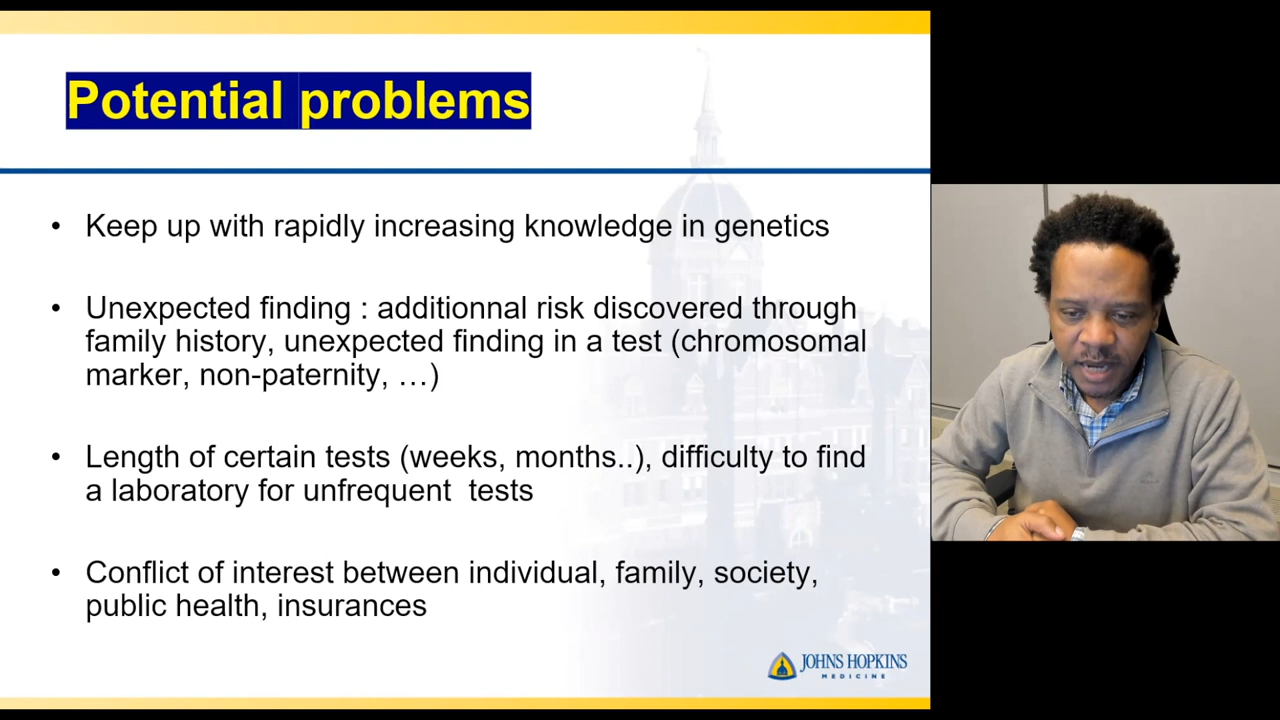 Potential problems
• Keep up with rapidly increasing knowledge in genetics
• Unexpected finding : additionnal risk discovered through
family history, unexpected finding in a test (chromosomal
marker, non-paternity, …)
• Length of certain tests (weeks, months..), difficulty to find
a laboratory for unfrequent  tests
• Conflict of interest between individual, family, society,
public health, insurances
JOHNS HOPKINS
MEDICINE